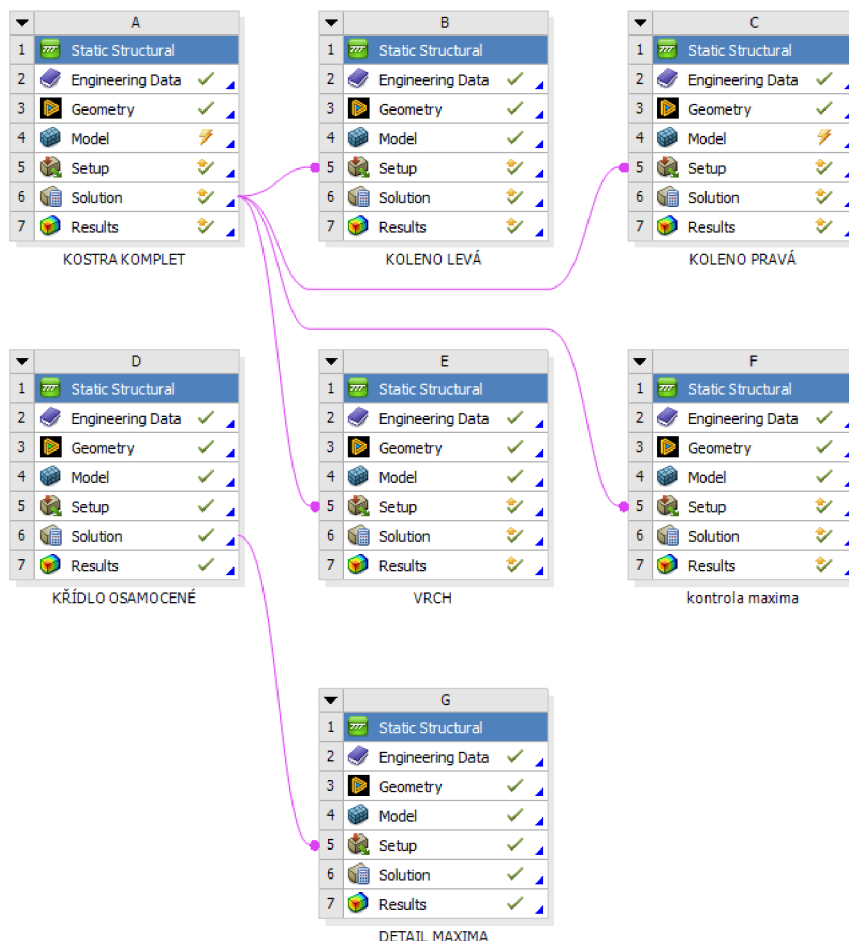 A
1 Static Structural
2 Engineering Data
3 Geometry
4 Model
5 Setup
6 Solution
7 Results
KOSTRA KOMPLET
B
1 Static Structural
2 Engineering Data
3 Geometry
4 Model
5 Setup
6 Solution
7 Results
KOLENO LEVÁ
C
1 Static Structural
2 Engineering Data
3 Geometry
4 Model
5 Setup
6 Solution
7 Results
KOLENO PRAVÁ
D
1 Static Structural
2 Engineering Data
3 Geometry
4 Model
5 Setup
6 Solution
7 Results
KŘÍDLO OSAMOCENÉ
E
1 Static Structural
2 Engineering Data
3 Geometry
4 Model
5 Setup
6 Solution
7 Results
VRCH
F
1 Static Structural
2 Engineering Data
3 Geometry
4 Model
5 Setup
6 Solution
7 Results
kontrola maxima
G
1 Static Structural
2 Engineering Data
3 Geometry
4 Model
5 Setup
6 Solution
7 Results
DETAIL MAXIMA